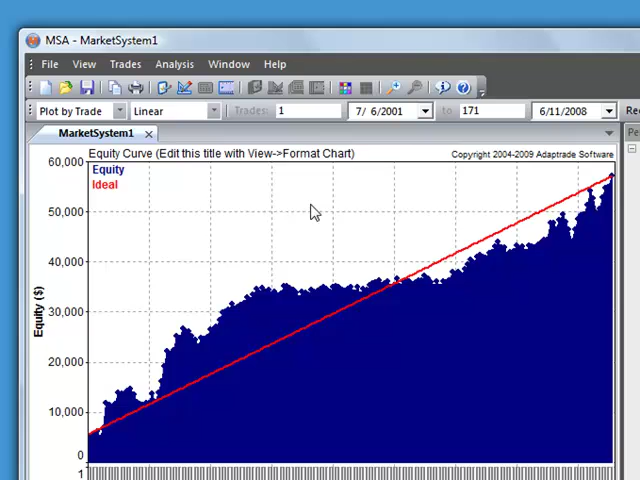 MSA - MarketSystem1
File View Trades Analysis Window Help
Plot by Trade Linear Trades: 1 7/ 6/2001 to 171 6/11/2008 Re
MarketSystem1
Pe
Equity Curve (Edit this title with View->Format Chart) Copyright 2004-2009 Adaptrade Software
Equity
Ideal
60,000
50,000
40,000
30,000
20,000
10,000
0
Equity ($)
1